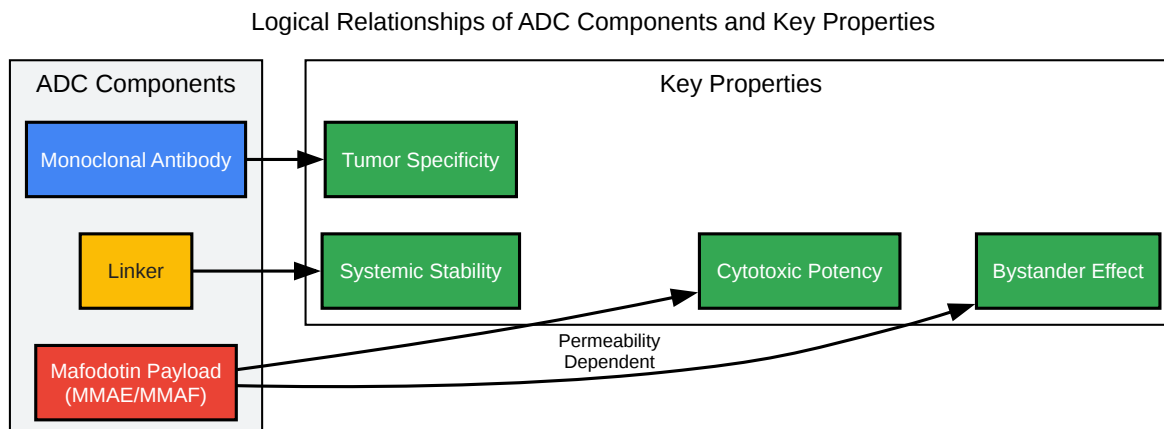 Logical Relationships of ADC Components and Key Properties
ADC Components
Key Properties
Monoclonal Antibody
Tumor Specificity
Linker
Systemic Stability
Cytotoxic Potency
Bystander Effect
Permeability
Dependent
Mafodotin Payload
(MMAE/MMAF)